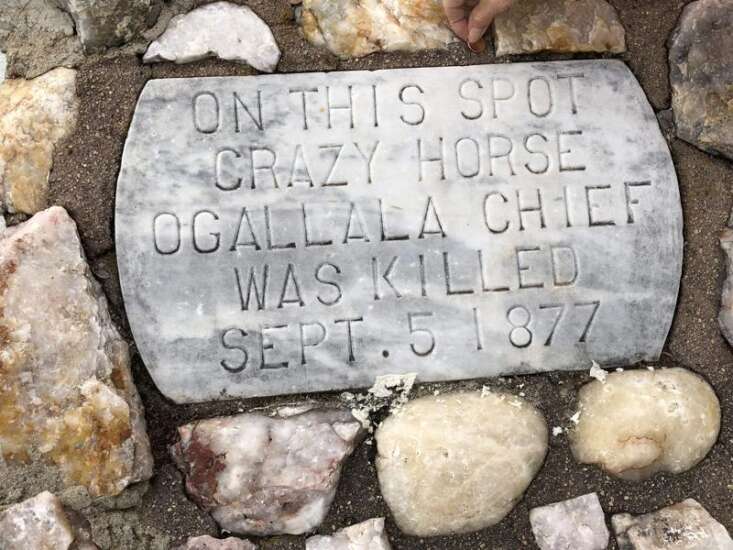 ON THIS SPOT
CRAZY HORSE
OGALLALA CHIEF
WAS KILLED
SEPT. 5 1877